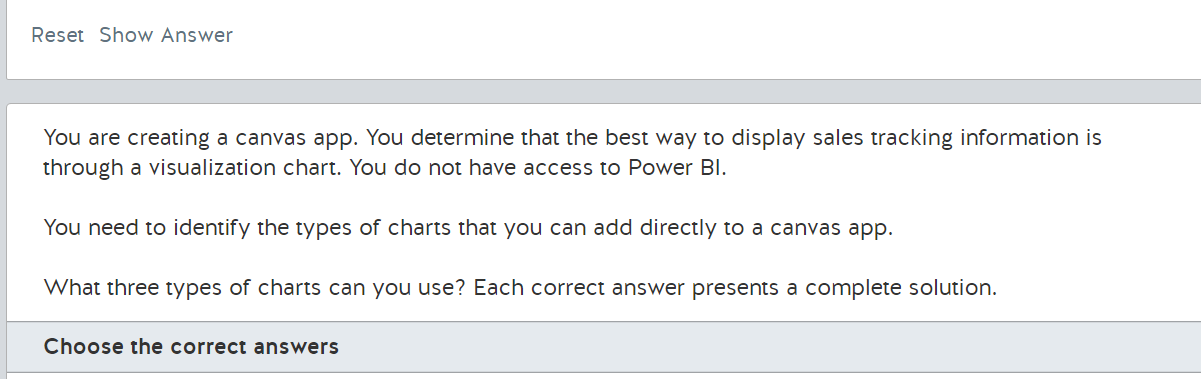 Reset Show Answer
You are creating a canvas app. You determine that the best way to display sales tracking information is
through a visualization chart. You do not have access to Power BI.
You need to identify the types of charts that you can add directly to a canvas app.
What three types of charts can you use? Each correct answer presents a complete solution.
Choose the correct answers